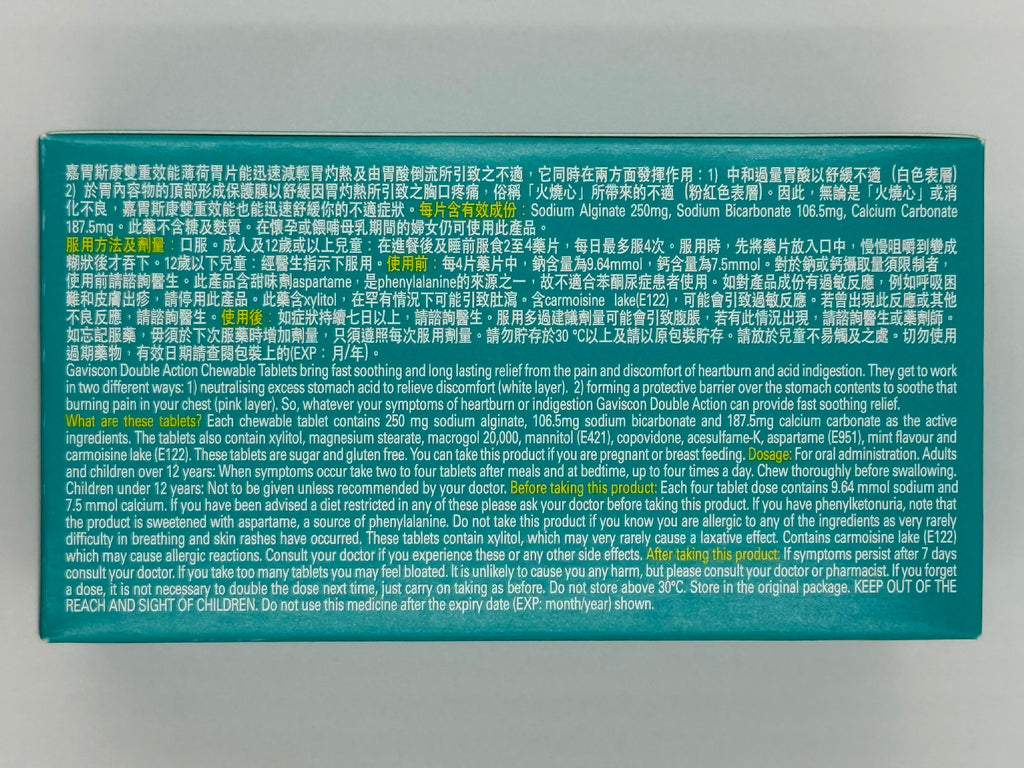 嘉胃斯康雙重效能薄荷胃片能迅速減輕胃灼熱及由胃酸倒流所引致之不適，它同時在兩方面發揮作用：1) 中和過量胃酸以舒緩不適（白色表層）
2) 於胃內容物的頂部形成保護膜以舒緩因胃灼熱所引致之胸口疼痛，俗稱「火燒心」所帶來的不適（粉紅色表層）。因此，無論是「火燒心」或消
化不良，嘉胃斯康雙重效能也能迅速舒緩你的不適症狀。每片含有效成份：Sodium Alginate 250mg, Sodium Bicarbonate 106.5mg, Calcium Carbonate
187.5mg。此藥不含糖及麩質。在懷孕或餵哺母乳期間的婦女仍可使用此產品。
服用方法及劑量：口服。成人及12歲或以上兒童：在進餐後及睡前服食2至4藥片，每日最多服4次。服用時，先將藥片放入口中，慢慢咀嚼到變成
糊狀後才吞下。12歲以下兒童：經醫生指示下服用。使用前：每4片藥片中，鈉含量為9.64mmol，鈣含量為7.5mmol。對於鈉或鈣攝取量須限制者，
使用前請諮詢醫生。此產品含甜味劑aspartame，是phenylalanine的來源之一，故不適合苯酮尿症患者使用。如對產品成份有過敏反應，例如呼吸困
難和皮膚出疹，請停用此產品。此藥含xylitol，在罕有情況下可能引致肚瀉。含carmoisine lake(E122)，可能會引致過敏反應。若曾出現此反應或其他
不良反應，請諮詢醫生。使用後：如症狀持續七日以上，請諮詢醫生。服用多過建議劑量可能會引致腹脹，若有此情況出現，請諮詢醫生或藥劑師。
如忘記服藥，毋須於下次服藥時增加劑量，只須遵照每次服用劑量。請勿貯存於30 °C以上及請以原包裝貯存。請放於兒童不易觸及之處。切勿使用
過期藥物，有效日期請查閱包裝上的(EXP：月/年)。
Gaviscon Double Action Chewable Tablets bring fast soothing and long lasting relief from the pain and discomfort of heartburn and acid indigestion. They get to work
in two different ways: 1) neutralising excess stomach acid to relieve discomfort (white layer). 2) forming a protective barrier over the stomach contents to soothe that
burning pain in your chest (pink layer). So, whatever your symptoms of heartburn or indigestion Gaviscon Double Action can provide fast soothing relief.
What are these tablets? Each chewable tablet contains 250 mg sodium alginate, 106.5mg sodium bicarbonate and 187.5mg calcium carbonate as the active
ingredients. The tablets also contain xylitol, magnesium stearate, macrogol 20,000, mannitol (E421), copovidone, acesulfame-K, aspartame (E951), mint flavour and
carmoisine lake (E122). These tablets are sugar and gluten free. You can take this product if you are pregnant or breast feeding. Dosage: For oral administration. Adults
and children over 12 years: When symptoms occur take two to four tablets after meals and at bedtime, up to four times a day. Chew thoroughly before swallowing.
Children under 12 years: Not to be given unless recommended by your doctor. Before taking this product: Each four tablet dose contains 9.64 mmol sodium and
7.5 mmol calcium. If you have been advised a diet restricted in any of these please ask your doctor before taking this product. If you have phenylketonuria, note that
the product is sweetened with aspartame, a source of phenylalanine. Do not take this product if you know you are allergic to any of the ingredients as very rarely
difficulty in breathing and skin rashes have occurred. These tablets contain xylitol, which may very rarely cause a laxative effect. Contains carmoisine lake (E122)
which may cause allergic reactions. Consult your doctor if you experience these or any other side effects. After taking this product: If symptoms persist after 7 days
consult your doctor. If you take too many tablets you may feel bloated. It is unlikely to cause you any harm, but please consult your doctor or pharmacist. If you forget
a dose, it is not necessary to double the dose next time, just carry on taking as before. Do not store above 30°C. Store in the original package. KEEP OUT OF THE
REACH AND SIGHT OF CHILDREN. Do not use this medicine after the expiry date (EXP: month/year) shown.